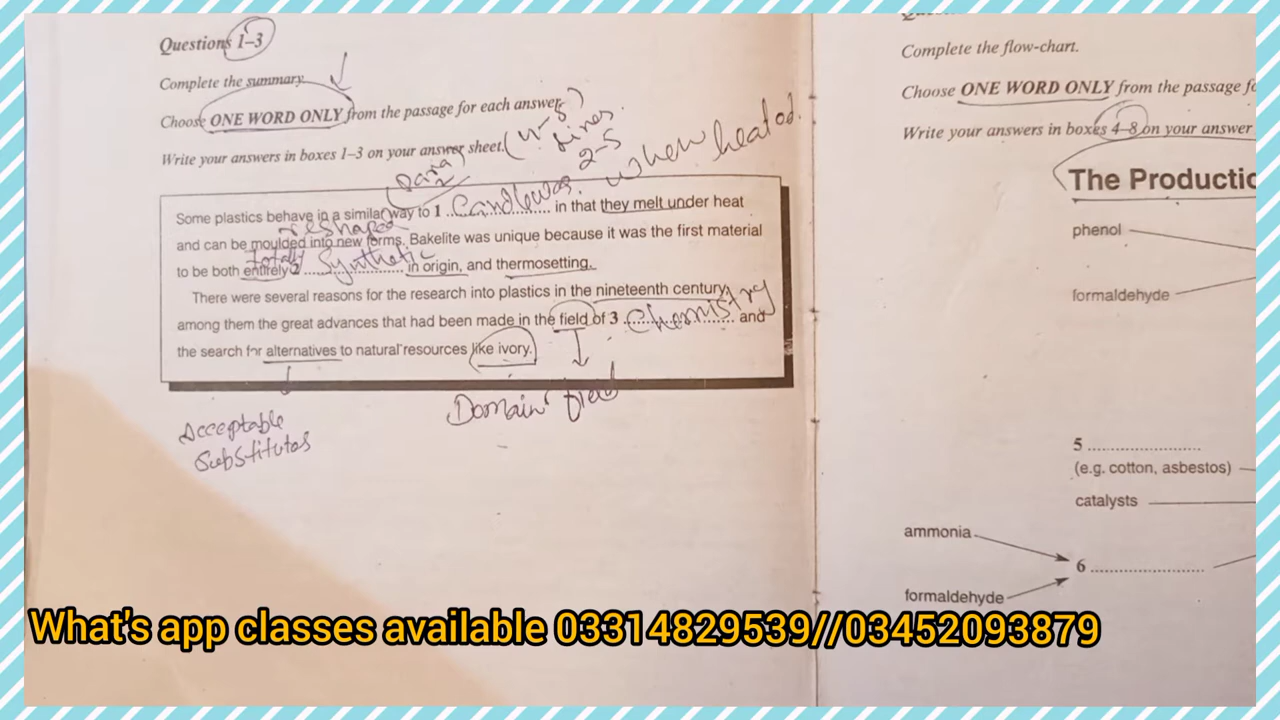 Questions 1–3
Complete the summary.
Choose ONE WORD ONLY from the passage for each answer.
Write your answers in boxes 1–3 on your answer sheet.
lines
2-5
when heated.
Para
2
Some plastics behave in a similar way to 1 Candlewax in that they melt under heat
reshaped
and can be moulded into new forms. Bakelite was unique because it was the first material
totally
to be both entirely 2 Synthetic in origin, and thermosetting.
There were several reasons for the research into plastics in the nineteenth century,
among them the great advances that had been made in the field of 3 Chemistry and
the search for alternatives to natural resources like ivory.
Acceptable
Substitutes
Domain field
Complete the flow-chart.
Choose ONE WORD ONLY from the passage
Write your answers in boxes 4–8 on your answer
The Productio
phenol
formaldehyde
5 ........................
(e.g. cotton, asbestos)
catalysts
ammonia
6 ........................
formaldehyde
What's app classes available 03314829539//03452093879